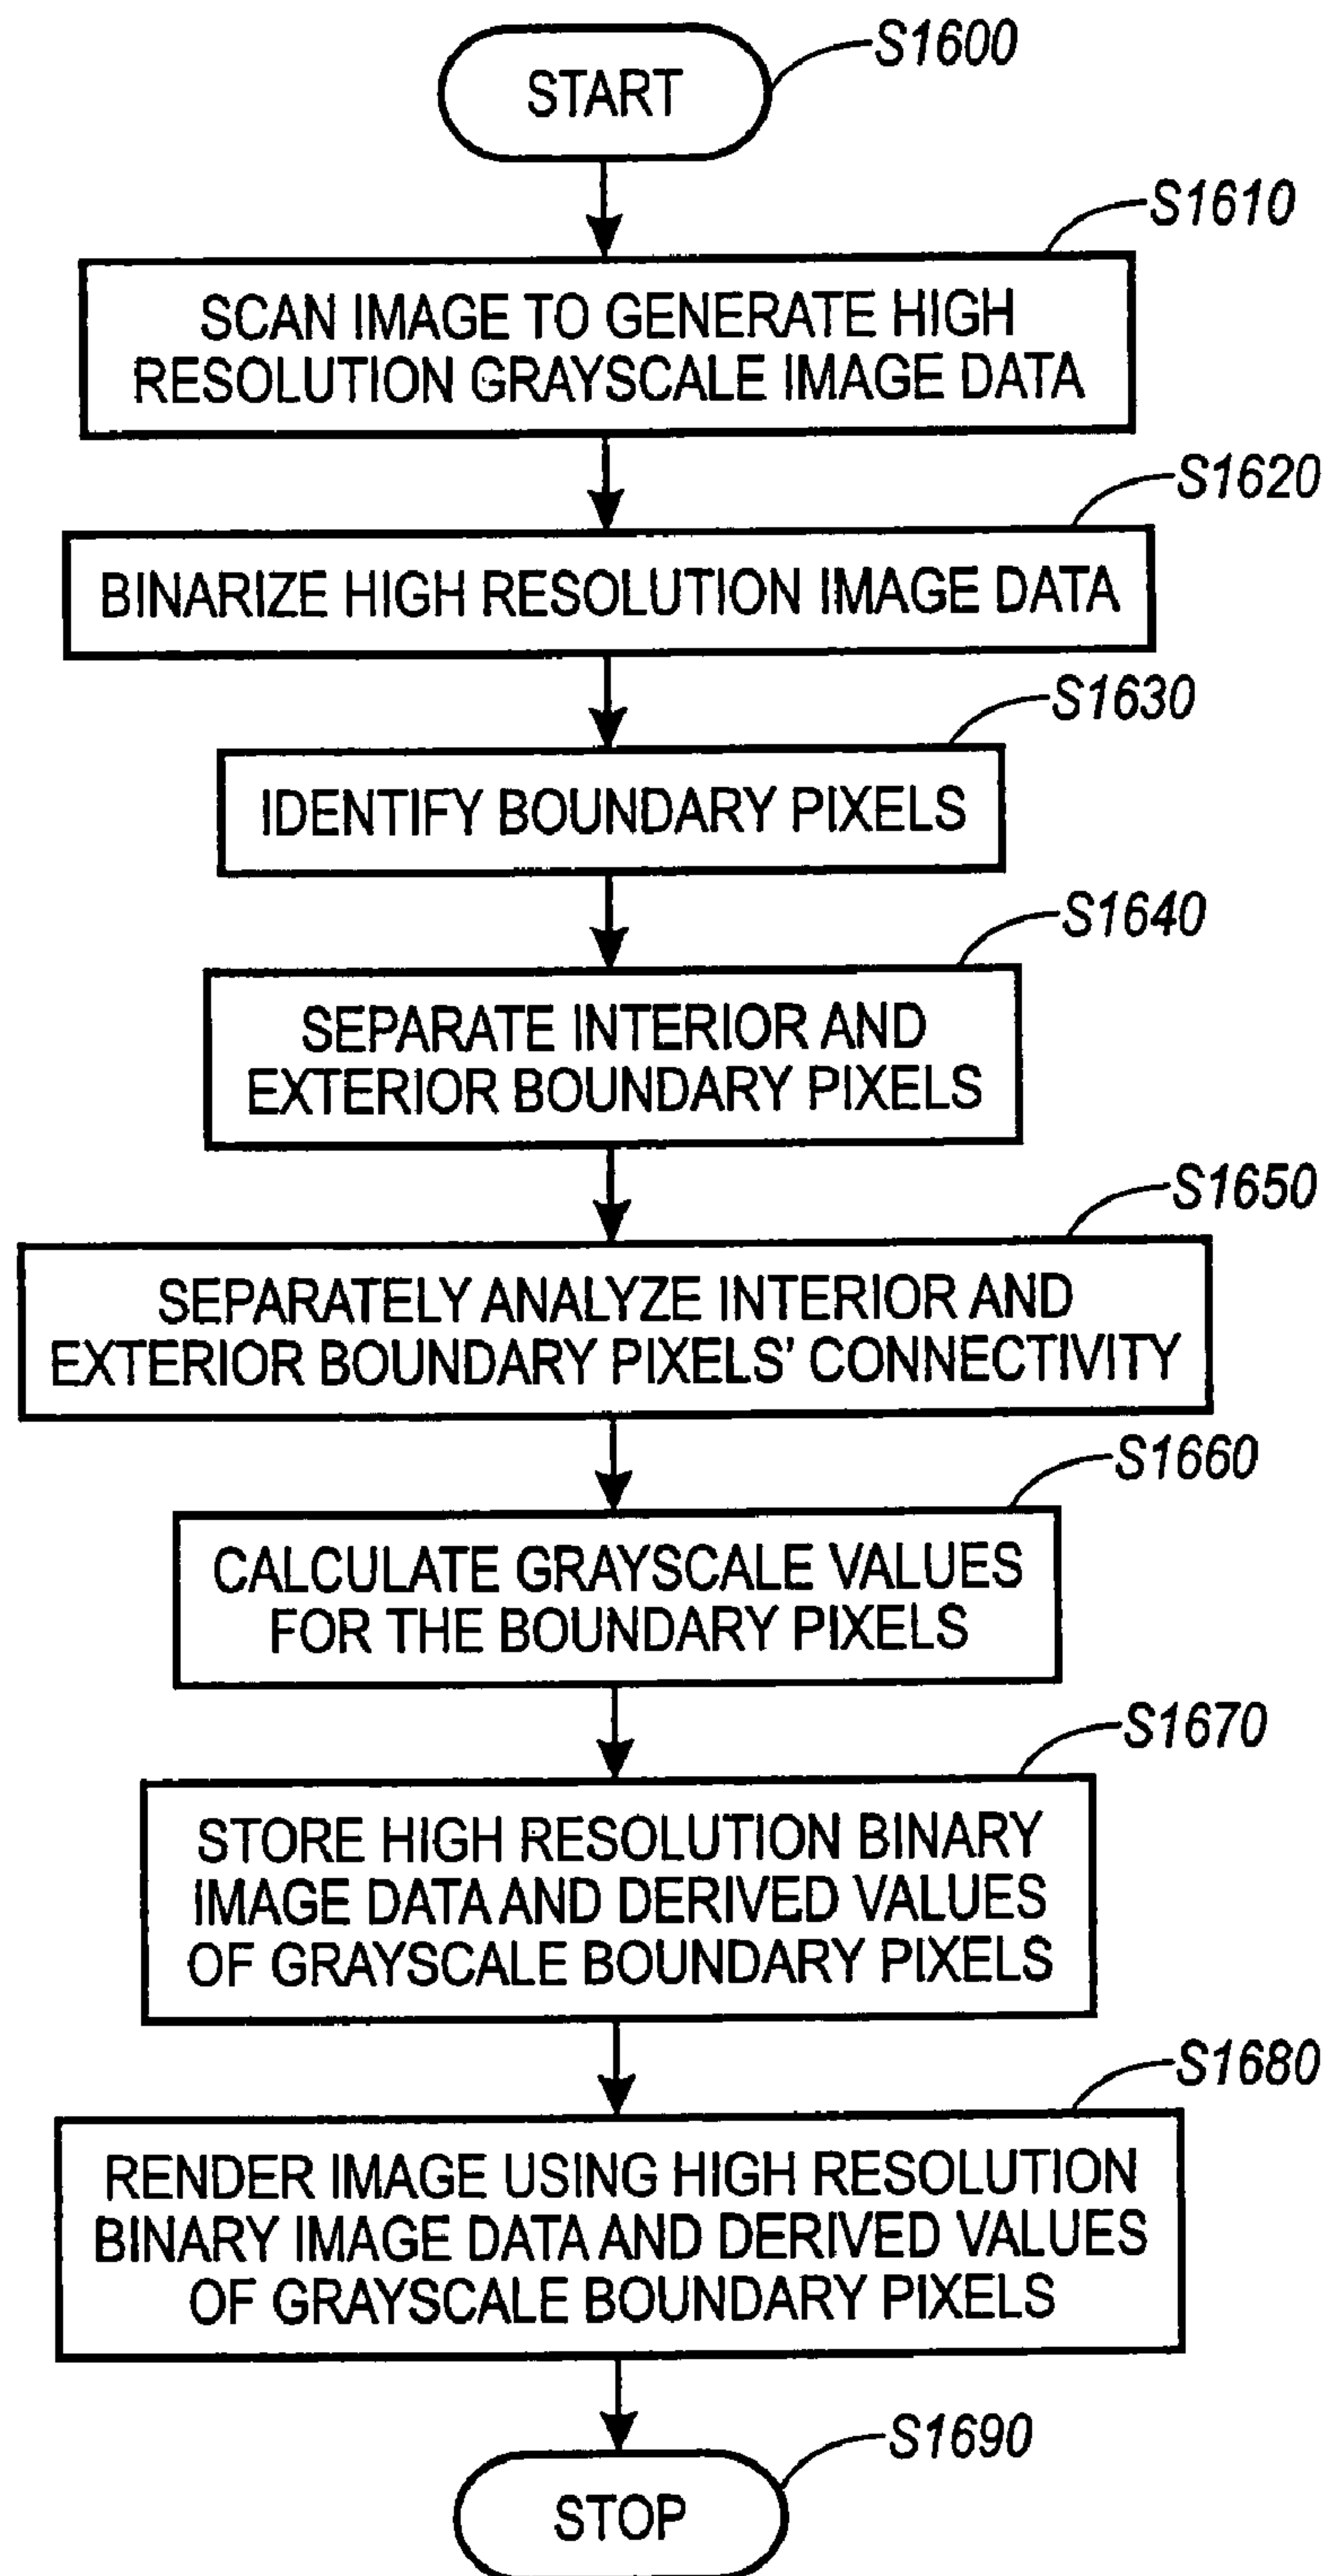 START
S1600
S1610
SCAN IMAGE TO GENERATE HIGH
RESOLUTION GRAYSCALE IMAGE DATA
S1620
BINARIZE HIGH RESOLUTION IMAGE DATA
S1630
IDENTIFY BOUNDARY PIXELS
S1640
SEPARATE INTERIOR AND
EXTERIOR BOUNDARY PIXELS
S1650
SEPARATELY ANALYZE INTERIOR AND
EXTERIOR BOUNDARY PIXELS' CONNECTIVITY
S1660
CALCULATE GRAYSCALE VALUES
FOR THE BOUNDARY PIXELS
S1670
STORE HIGH RESOLUTION BINARY
IMAGE DATA AND DERIVED VALUES
OF GRAYSCALE BOUNDARY PIXELS
S1680
RENDER IMAGE USING HIGH RESOLUTION
BINARY IMAGE DATA AND DERIVED VALUES
OF GRAYSCALE BOUNDARY PIXELS
S1690
STOP